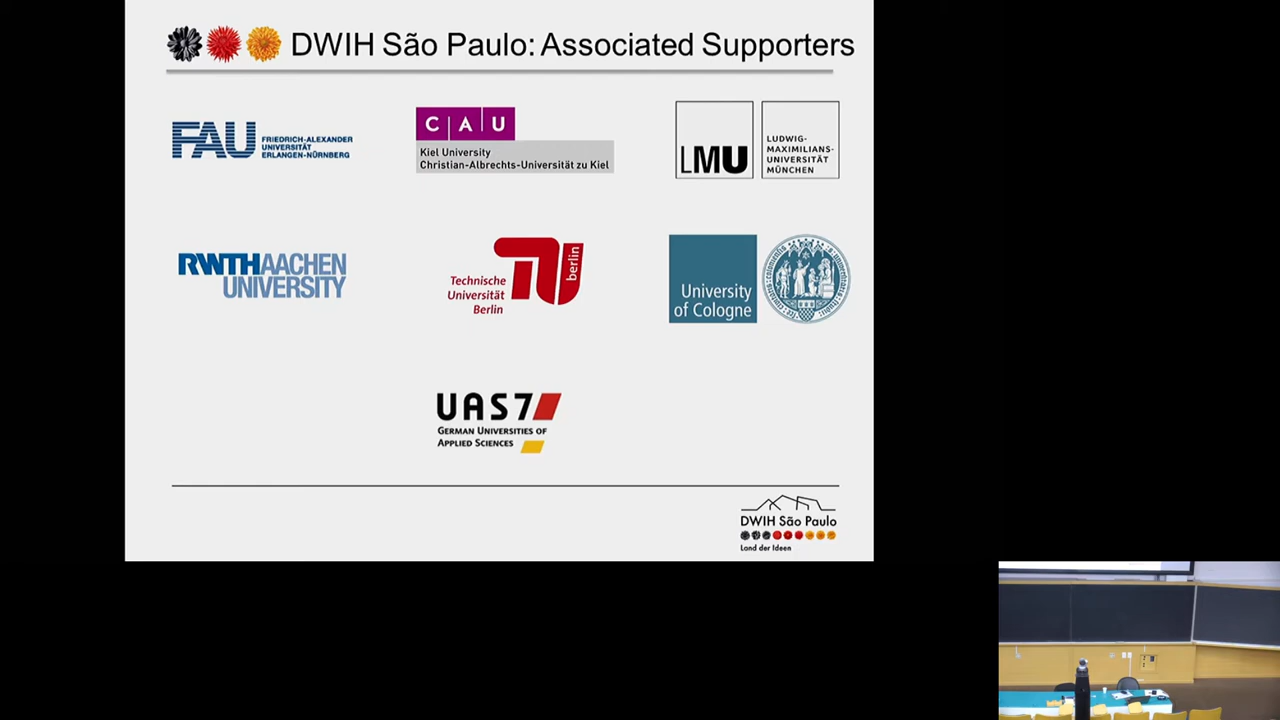 DWIH São Paulo: Associated Supporters
FAU
FRIEDRICH-ALEXANDER
UNIVERSITÄT
ERLANGEN-NÜRNBERG
CAU
Kiel University
Christian-Albrechts-Universität zu Kiel
LMU
LUDWIG-
MAXIMILIANS-
UNIVERSITÄT
MÜNCHEN
RWTHAACHEN
UNIVERSITY
Technische
Universität
Berlin
berlin
University
of Cologne
UAS7
GERMAN UNIVERSITIES OF
APPLIED SCIENCES
DWIH São Paulo
Land der Ideen